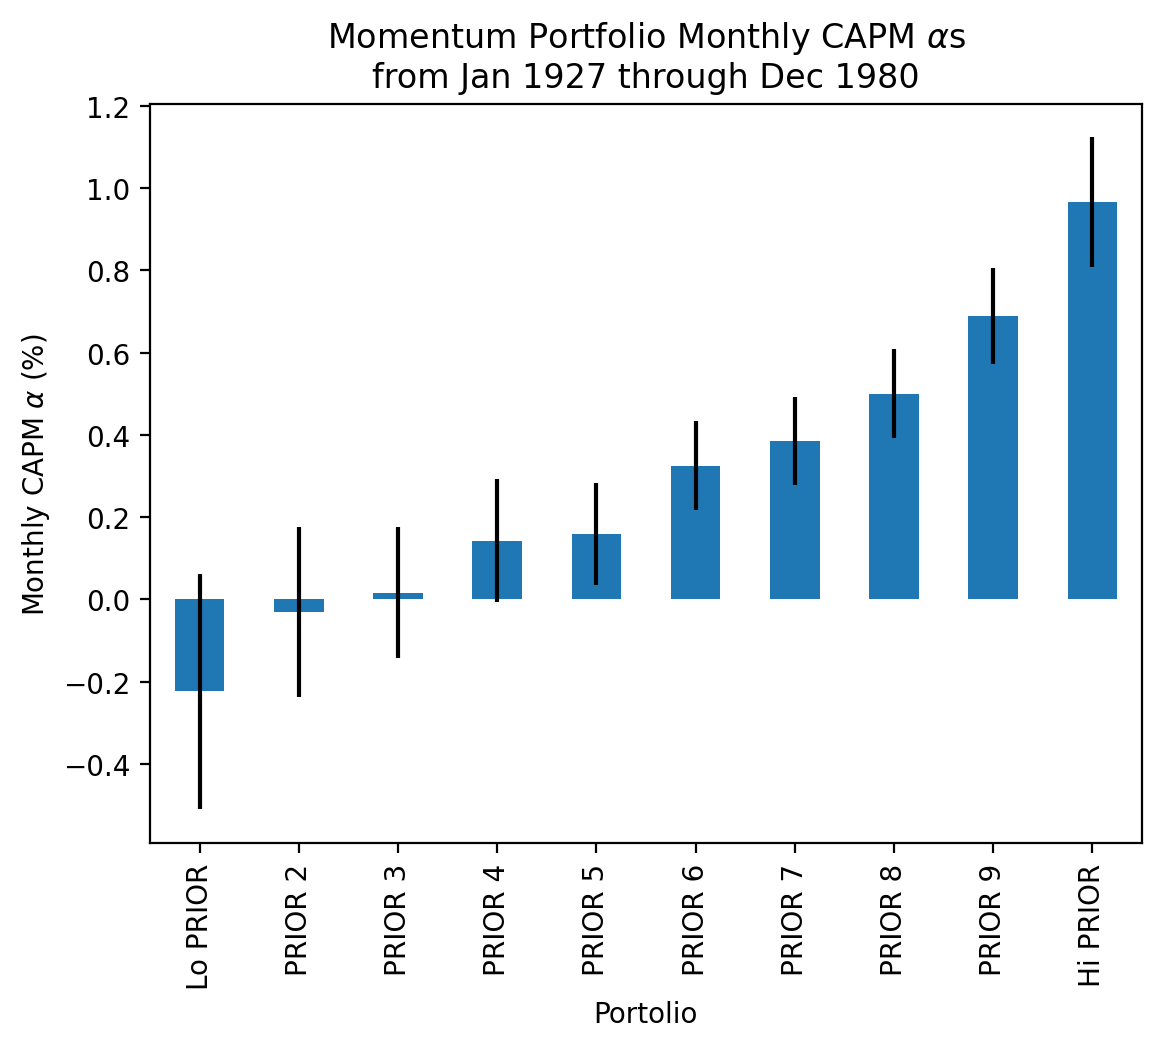 Momentum Portfolio Monthly CAPM αs
from Jan 1927 through Dec 1980
Monthly CAPM α (%)
1.2
1.0
0.8
0.6
0.4
0.2
0.0
−0.2
−0.4
Lo PRIOR
PRIOR 2
PRIOR 3
PRIOR 4
PRIOR 5
PRIOR 6
PRIOR 7
PRIOR 8
PRIOR 9
Hi PRIOR
Portolio